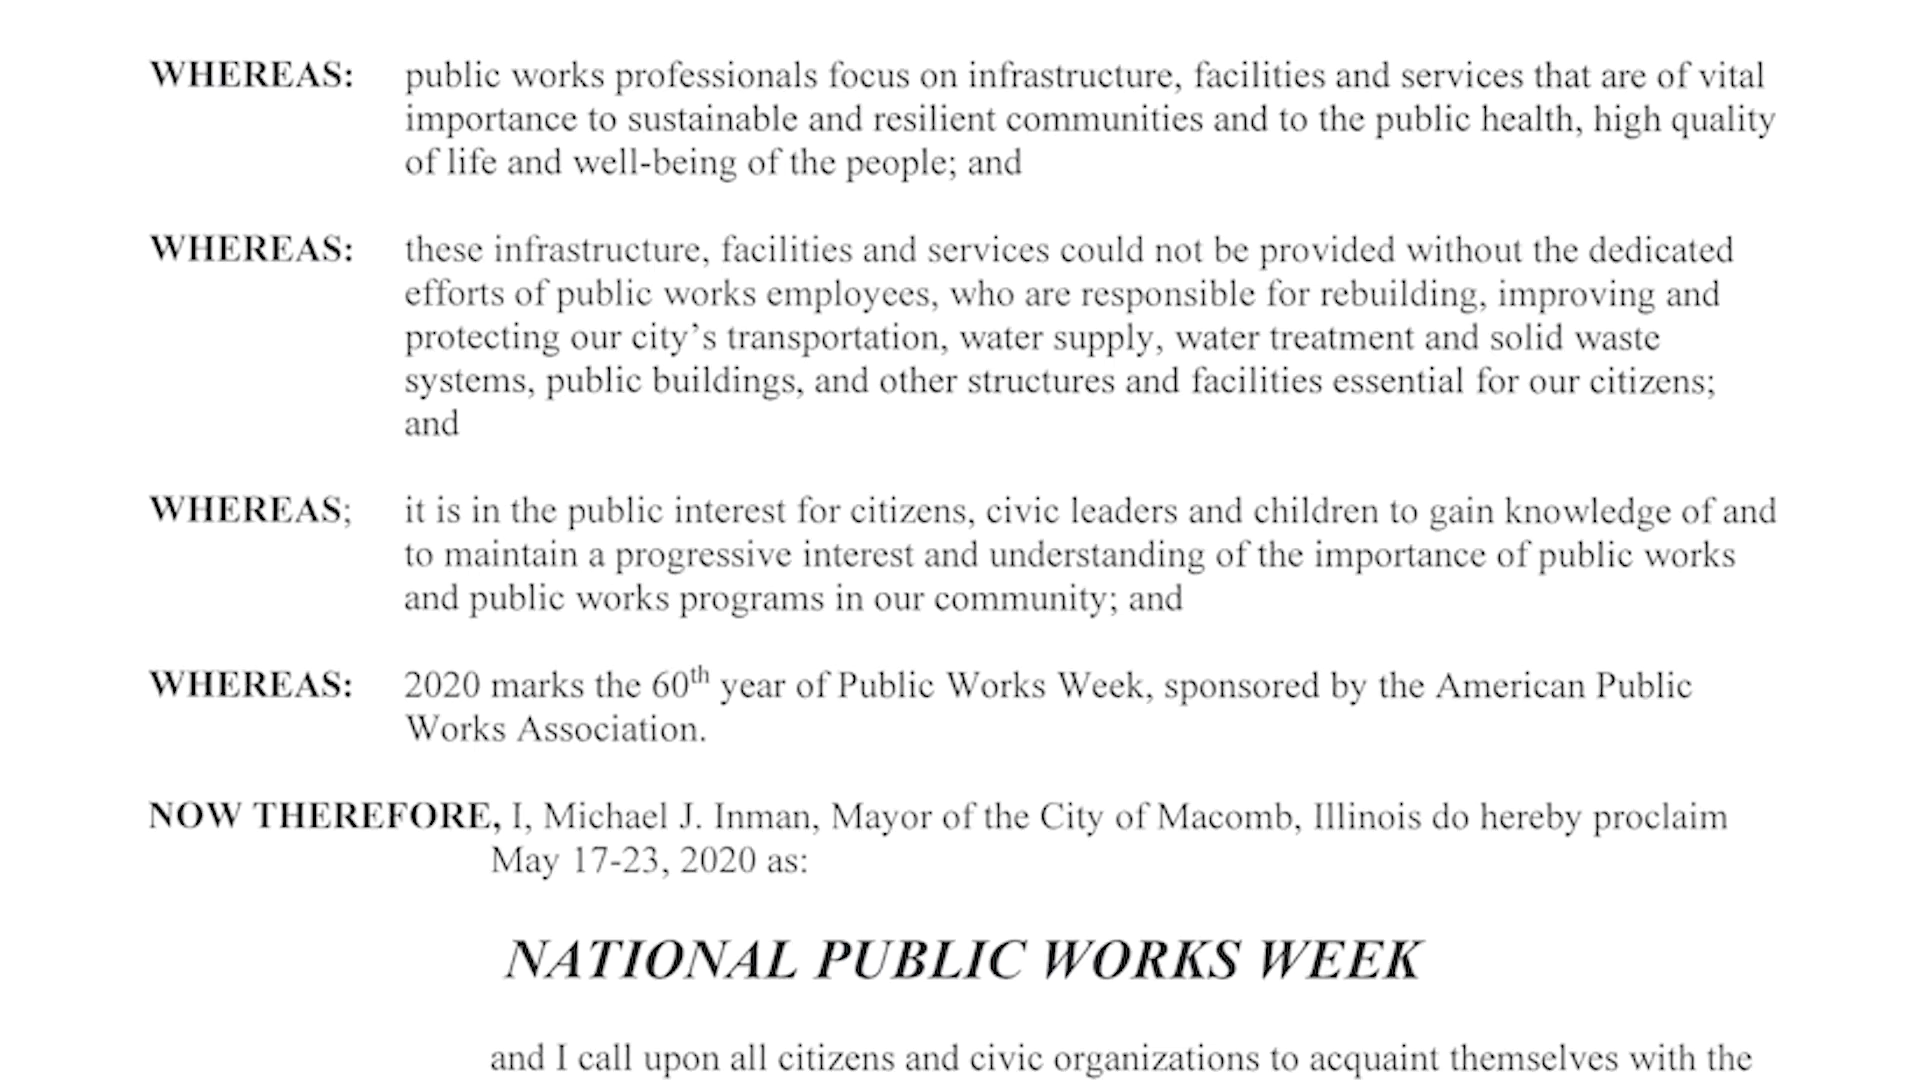 WHEREAS: public works professionals focus on infrastructure, facilities and services that are of vital
importance to sustainable and resilient communities and to the public health, high quality
of life and well-being of the people; and
WHEREAS: these infrastructure, facilities and services could not be provided without the dedicated
efforts of public works employees, who are responsible for rebuilding, improving and
protecting our city’s transportation, water supply, water treatment and solid waste
systems, public buildings, and other structures and facilities essential for our citizens;
and
WHEREAS; it is in the public interest for citizens, civic leaders and children to gain knowledge of and
to maintain a progressive interest and understanding of the importance of public works
and public works programs in our community; and
WHEREAS: 2020 marks the 60th year of Public Works Week, sponsored by the American Public
Works Association.
NOW THEREFORE, I, Michael J. Inman, Mayor of the City of Macomb, Illinois do hereby proclaim
May 17-23, 2020 as:
NATIONAL PUBLIC WORKS WEEK
and I call upon all citizens and civic organizations to acquaint themselves with the